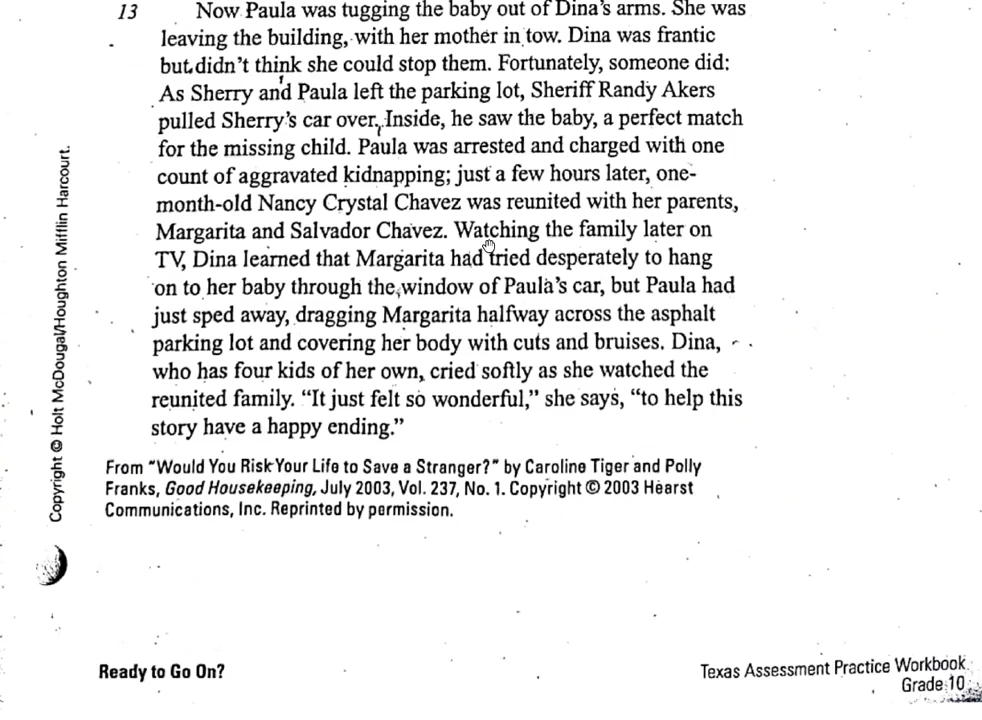 13 Now Paula was tugging the baby out of Dina's arms. She was
leaving the building, with her mother in tow. Dina was frantic
but didn't think she could stop them. Fortunately, someone did:
As Sherry and Paula left the parking lot, Sheriff Randy Akers
pulled Sherry's car over. Inside, he saw the baby, a perfect match
for the missing child. Paula was arrested and charged with one
count of aggravated kidnapping; just a few hours later, one-
month-old Nancy Crystal Chavez was reunited with her parents,
Margarita and Salvador Chavez. Watching the family later on
TV, Dina learned that Margarita had tried desperately to hang
on to her baby through the window of Paula's car, but Paula had
just sped away, dragging Margarita halfway across the asphalt
parking lot and covering her body with cuts and bruises. Dina,
who has four kids of her own, cried softly as she watched the
reunited family. “It just felt so wonderful,” she says, “to help this
story have a happy ending.”
From “Would You Risk Your Life to Save a Stranger?” by Caroline Tiger and Polly
Franks, Good Housekeeping, July 2003, Vol. 237, No. 1. Copyright © 2003 Hearst
Communications, Inc. Reprinted by permission.
Copyright © Holt McDougal/Houghton Mifflin Harcourt.
Ready to Go On?
Texas Assessment Practice Workbook
Grade 10